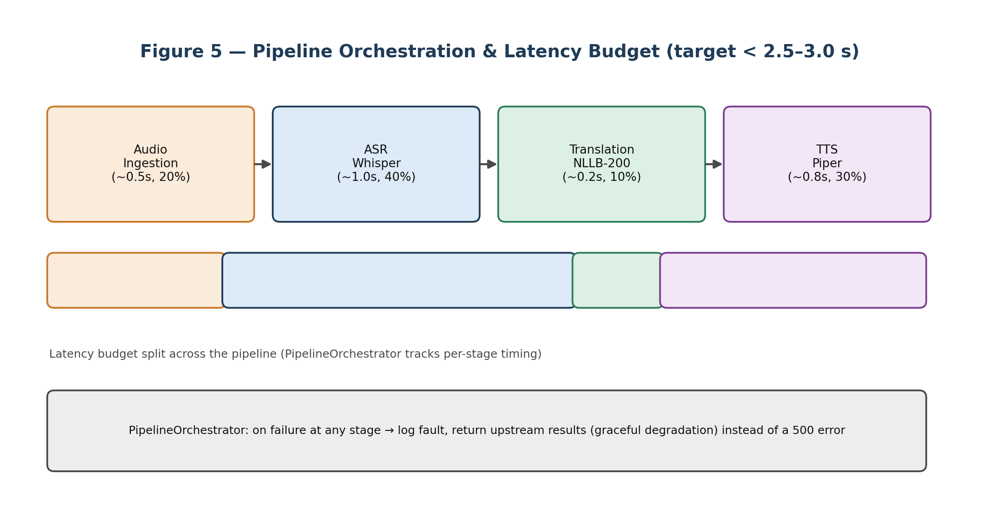 Figure 5 — Pipeline Orchestration & Latency Budget (target < 2.5–3.0 s)
Audio
Ingestion
(~0.5s, 20%)
ASR
Whisper
(~1.0s, 40%)
Translation
NLLB-200
(~0.2s, 10%)
TTS
Piper
(~0.8s, 30%)
Latency budget split across the pipeline (PipelineOrchestrator tracks per-stage timing)
PipelineOrchestrator: on failure at any stage → log fault, return upstream results (graceful degradation) instead of a 500 error